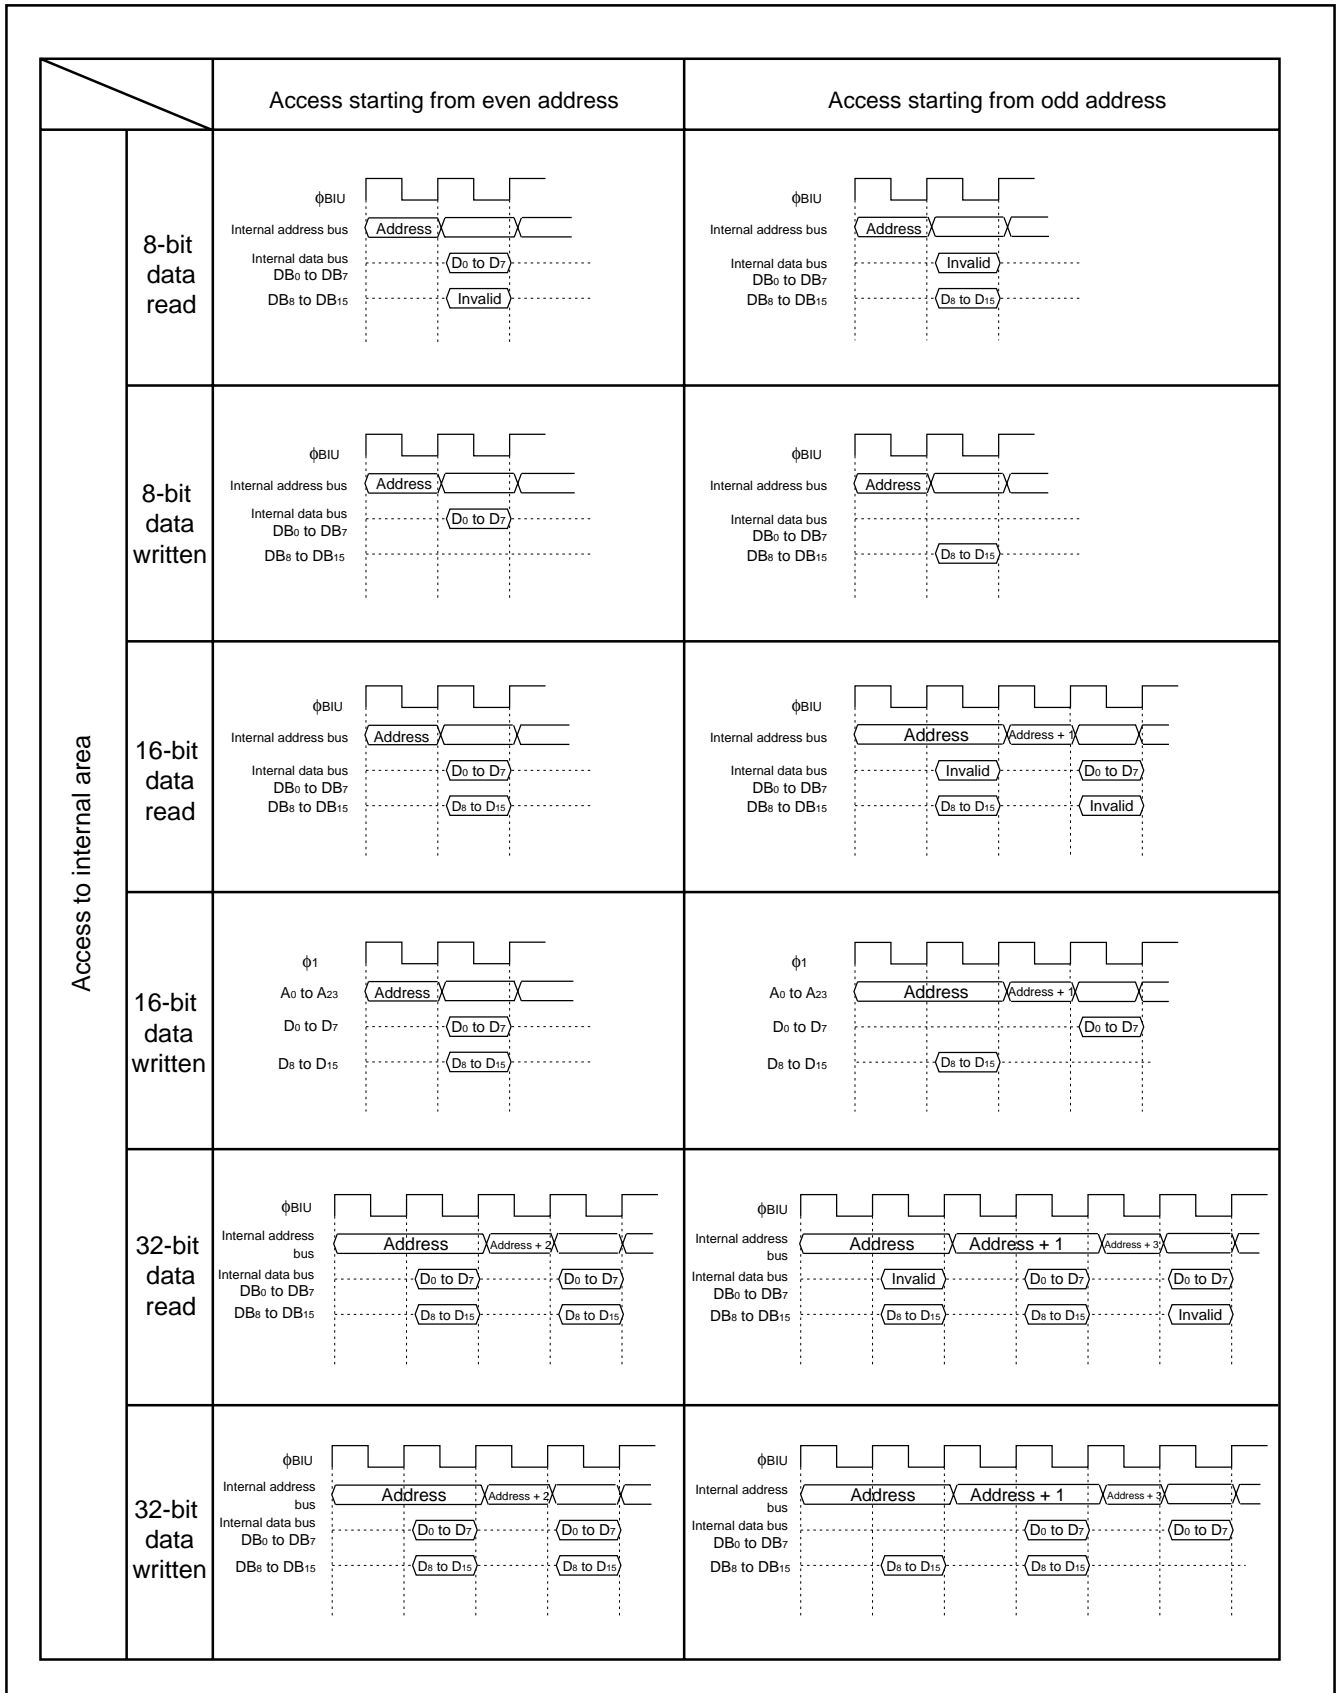 Access starting from even address
Access starting from odd address
Access to internal area
8-bit
data
read
ϕBIU
Internal address bus
Address
Internal data bus
DB0 to DB7
D0 to D7
DB8 to DB15
Invalid
ϕBIU
Internal address bus
Address
Internal data bus
DB0 to DB7
Invalid
DB8 to DB15
D8 to D15
8-bit
data
written
ϕBIU
Internal address bus
Address
Internal data bus
DB0 to DB7
D0 to D7
DB8 to DB15
ϕBIU
Internal address bus
Address
Internal data bus
DB0 to DB7
DB8 to DB15
D8 to D15
16-bit
data
read
ϕBIU
Internal address bus
Address
Internal data bus
DB0 to DB7
D0 to D7
DB8 to DB15
D8 to D15
ϕBIU
Internal address bus
Address Address + 1
Internal data bus
DB0 to DB7
Invalid D0 to D7
DB8 to DB15
D8 to D15 Invalid
16-bit
data
written
ϕ1
A0 to A23 Address
D0 to D7 D0 to D7
D8 to D15 D8 to D15
ϕ1
A0 to A23 Address Address + 1
D0 to D7 D0 to D7
D8 to D15 D8 to D15
32-bit
data
read
ϕBIU
Internal address
bus
Address Address + 2
Internal data bus
DB0 to DB7
D0 to D7 D0 to D7
DB8 to DB15
D8 to D15 D8 to D15
ϕBIU
Internal address
bus
Address Address + 1 Address + 3
Internal data bus
DB0 to DB7
Invalid D0 to D7 D0 to D7
DB8 to DB15
D8 to D15 D8 to D15 Invalid
32-bit
data
written
ϕBIU
Internal address
bus
Address Address + 2
Internal data bus
DB0 to DB7
D0 to D7 D0 to D7
DB8 to DB15
D8 to D15 D8 to D15
ϕBIU
Internal address
bus
Address Address + 1 Address + 3
Internal data bus
DB0 to DB7
D0 to D7 D0 to D7
DB8 to DB15
D8 to D15 D8 to D15